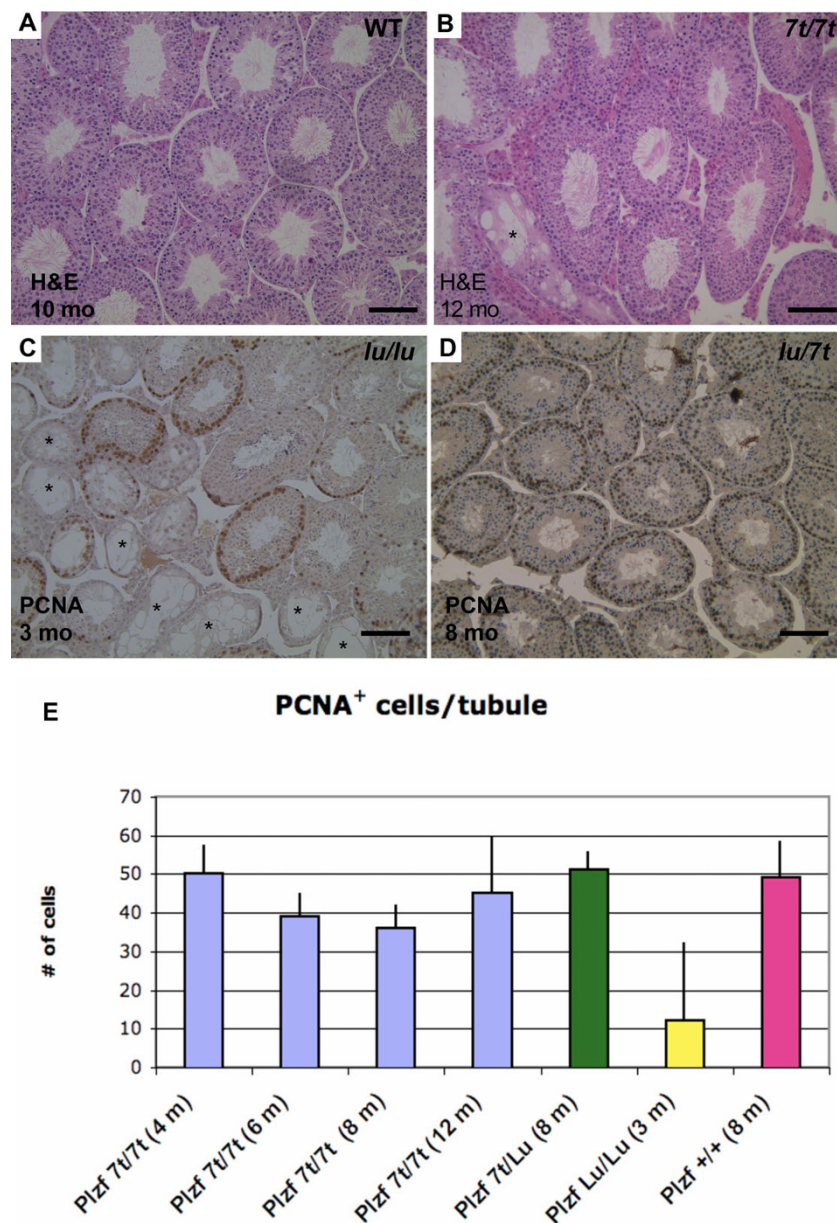 A
WT
H&E
10 mo
B
7t/7t
*
H&E
12 mo
C
lu/lu
*
*
*
*
*
*
*
PCNA
3 mo
D
lu/7t
PCNA
8 mo
E
PCNA+ cells/tubule
# of cells
70
60
50
40
30
20
10
0
Plzf 7t/7t (4 m)
Plzf 7t/7t (6 m)
Plzf 7t/7t (8 m)
Plzf 7t/7t (12 m)
Plzf 7t/Lu (8 m)
Plzf Lu/Lu (3 m)
Plzf +/+ (8 m)